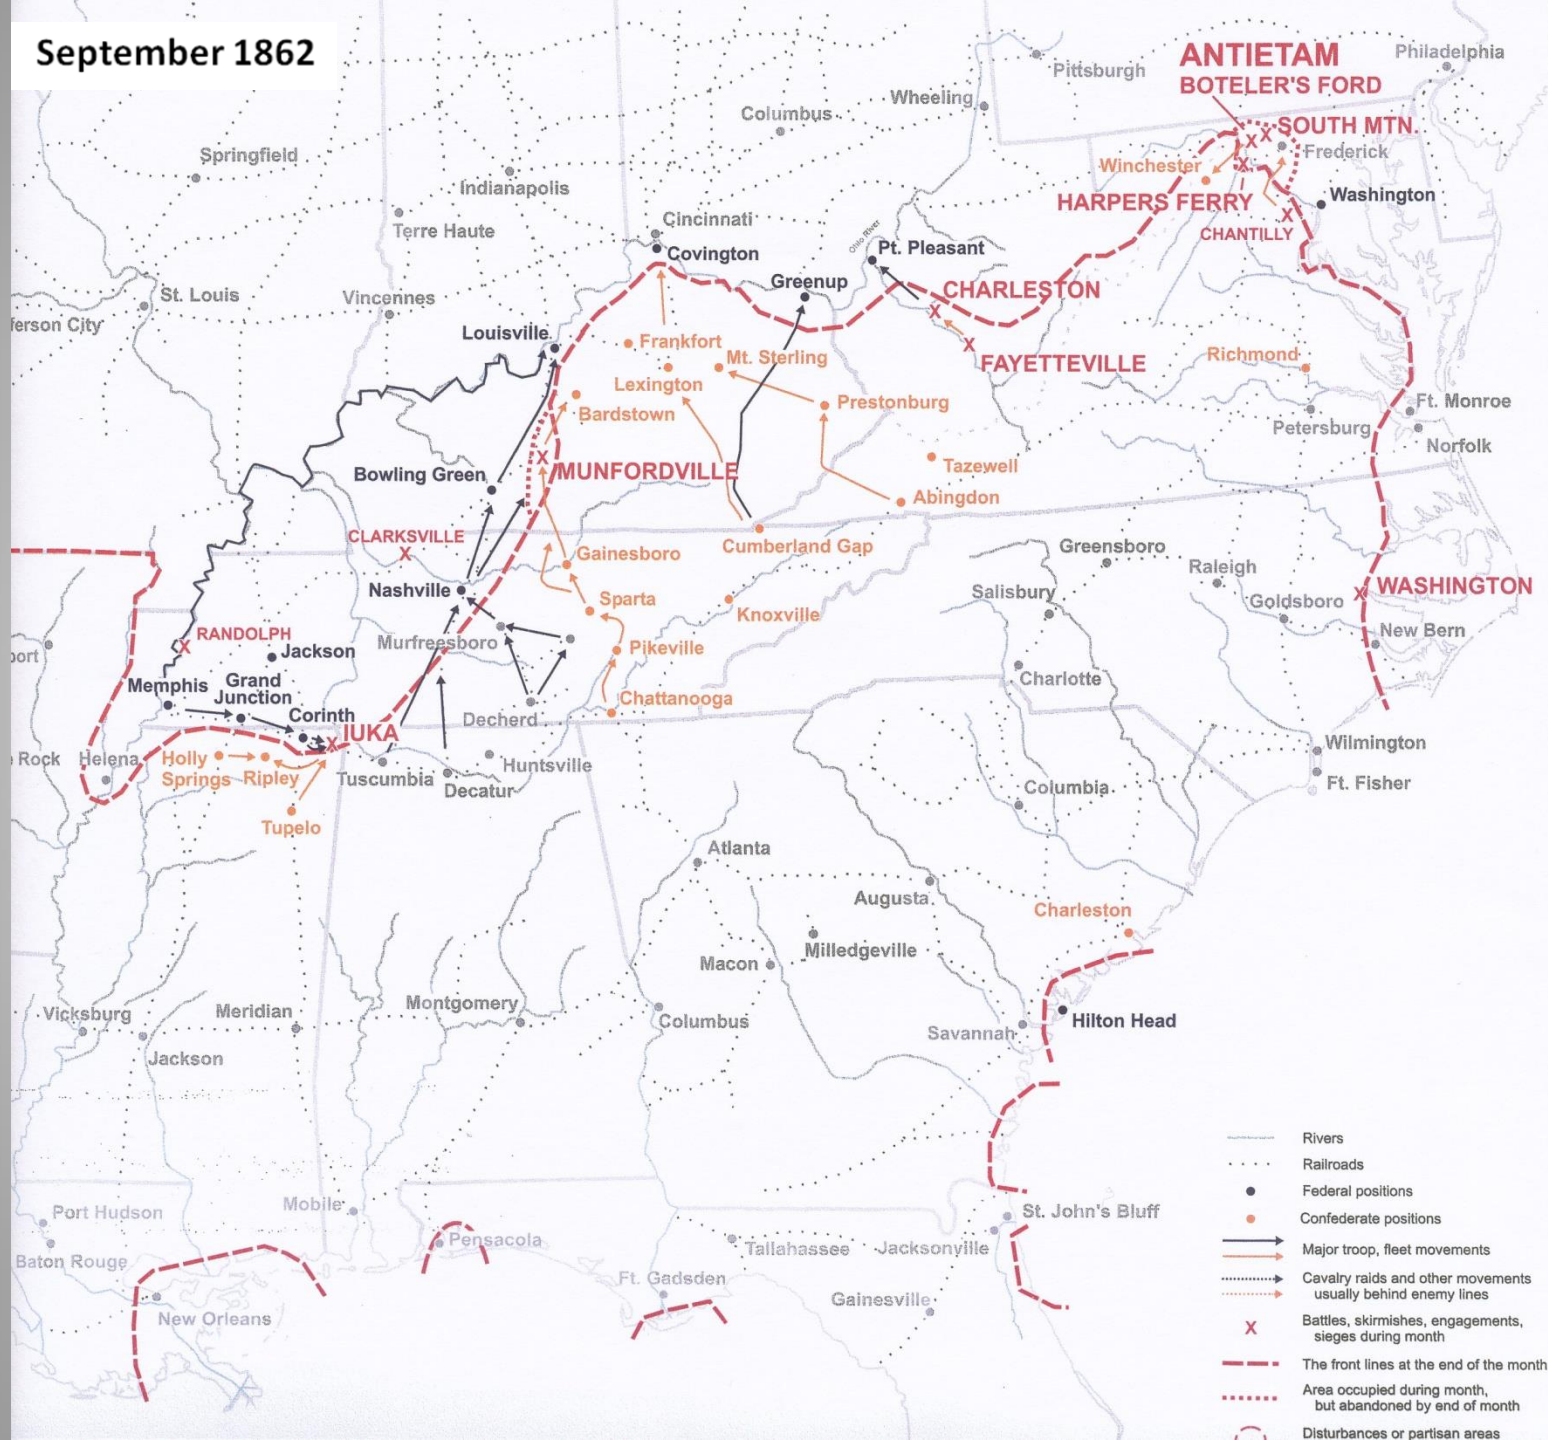 September 1862
ANTIETAM
BOTELER'S FORD
Philadelphia
Pittsburgh
Wheeling
Columbus
SOUTH MTN.
Frederick
Springfield
Winchester
Indianapolis
HARPERS FERRY
Washington
Cincinnati
Terre Haute
CHANTILLY
Ohio River
Pt. Pleasant
Covington
Greenup
CHARLESTON
St. Louis
Vincennes
ferson City
Louisville
Frankfort
Mt. Sterling
FAYETTEVILLE
Richmond
Lexington
Bardstown
Prestonburg
Ft. Monroe
Petersburg
Norfolk
Bowling Green
MUNFORDVILLE
Tazewell
Abingdon
CLARKSVILLE
Gainesboro
Cumberland Gap
Greensboro
Raleigh
Nashville
Sparta
Knoxville
Salisbury
Goldsboro
WASHINGTON
RANDOLPH
Murfreesboro
Pikeville
New Bern
port
Jackson
Memphis
Grand
Junction
Chattanooga
Charlotte
Corinth
Decherd
IUKA
Wilmington
Rock
Helena
Holly
Springs
Ripley
Tuscumbia
Huntsville
Decatur
Columbia
Ft. Fisher
Tupelo
Atlanta
Augusta
Charleston
Milledgeville
Macon
Vicksburg
Meridian
Montgomery
Columbus
Savannah
Hilton Head
Jackson
Port Hudson
Mobile
Pensacola
St. John's Bluff
Tallahassee
Jacksonville
Baton Rouge
Ft. Gadsden
Gainesville
New Orleans
Rivers
Railroads
Federal positions
Confederate positions
Major troop, fleet movements
Cavalry raids and other movements
usually behind enemy lines
X
Battles, skirmishes, engagements,
sieges during month
The front lines at the end of the month
Area occupied during month,
but abandoned by end of month
Disturbances or partisan areas